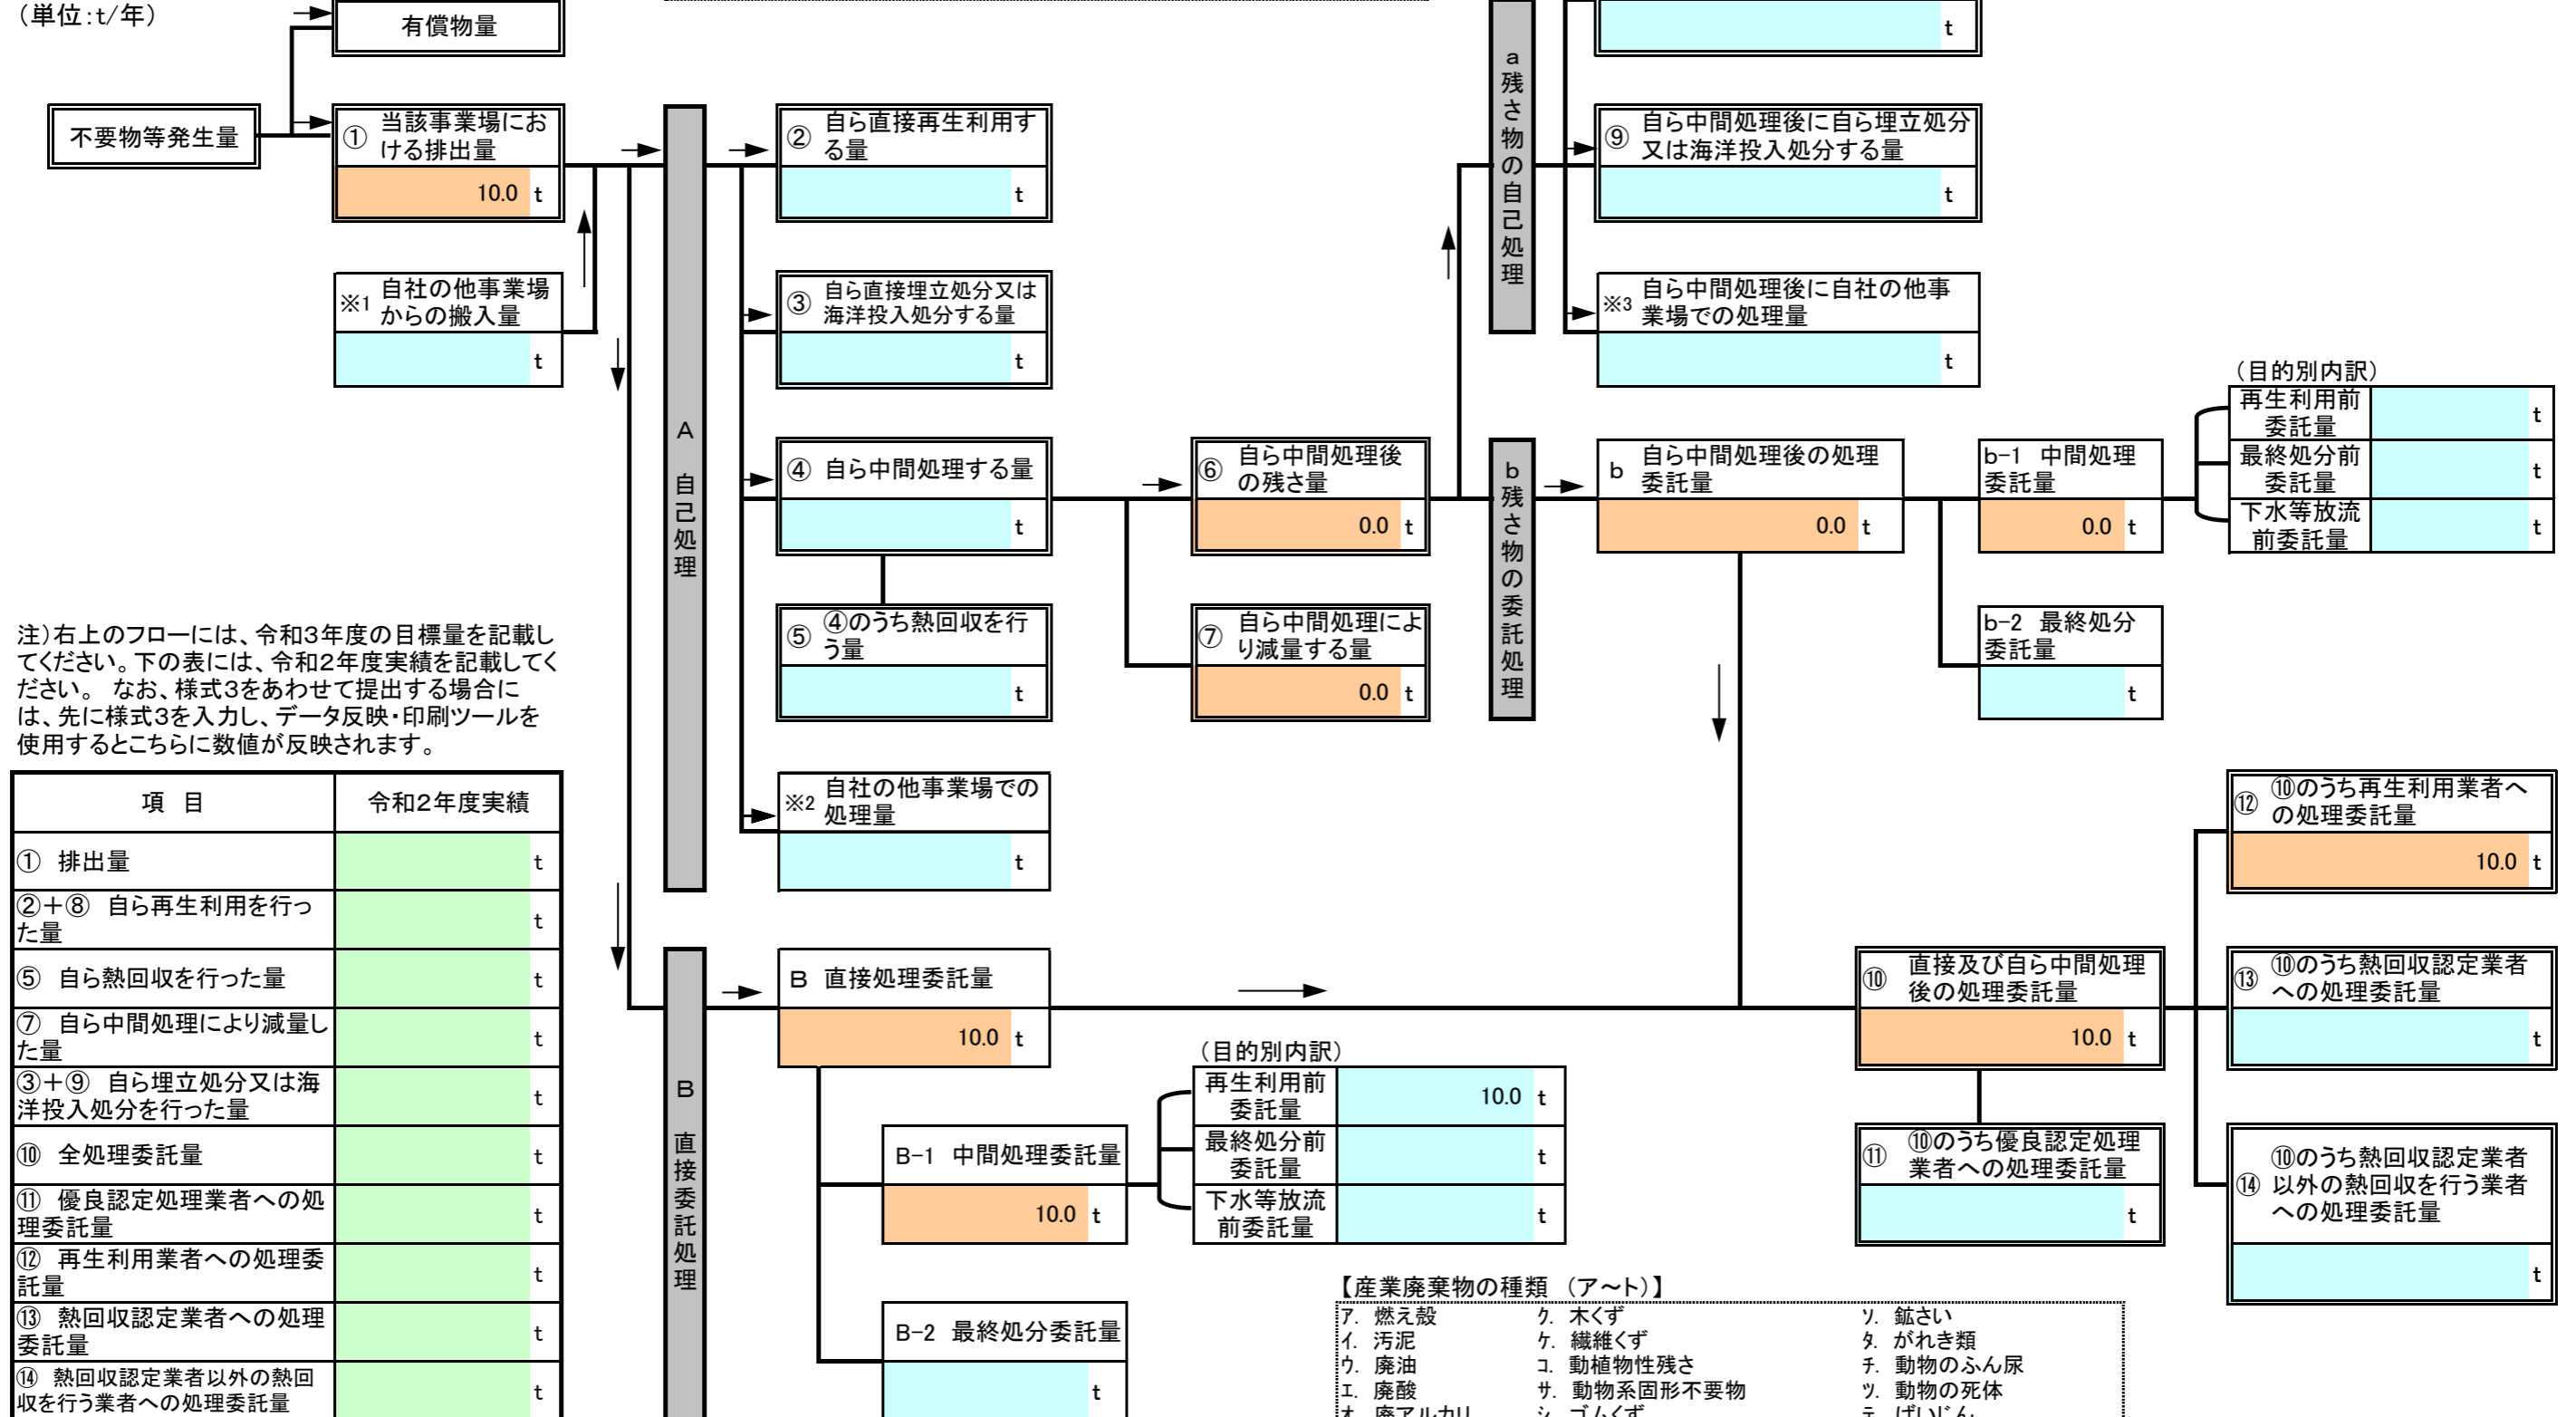 (単位:t/年)
有償物量
t
不要物等発生量
① 当該事業場にお
ける排出量
10.0 t
※1 自社の他事業場
からの搬入量
t
A 自己処理
② 自ら直接再生利用す
る量
t
③ 自ら直接埋立処分又は
海洋投入処分する量
t
④ 自ら中間処理する量
t
⑤ ④のうち熱回収を行
う量
t
※2 自社の他事業場での
処理量
t
⑥ 自ら中間処理後
の残さ量
0.0 t
⑦ 自ら中間処理によ
り減量する量
0.0 t
a残さ物の自己処理
⑨ 自ら中間処理後に自ら埋立処分
又は海洋投入処分する量
t
※3 自ら中間処理後に自社の他事
業場での処理量
t
b残さ物の委託処理
b 自ら中間処理後の処理
委託量
0.0 t
b-1 中間処理
委託量
0.0 t
b-2 最終処分
委託量
t
(目的別内訳)
再生利用前
委託量
t
最終処分前
委託量
t
下水等放流
前委託量
t
注)右上のフローには、令和3年度の目標量を記載し
てください。下の表には、令和2年度実績を記載してく
ださい。 なお、様式3をあわせて提出する場合に
は、先に様式3を入力し、データ反映・印刷ツールを
使用するとこちらに数値が反映されます。
項 目 令和2年度実績
① 排出量 t
②+⑧ 自ら再生利用を行っ
た量 t
⑤ 自ら熱回収を行った量 t
⑦ 自ら中間処理により減量し
た量 t
③+⑨ 自ら埋立処分又は海
洋投入処分を行った量 t
⑩ 全処理委託量 t
⑪ 優良認定処理業者への処
理委託量 t
⑫ 再生利用業者への処理委
託量 t
⑬ 熱回収認定業者への処理
委託量 t
⑭ 熱回収認定業者以外の熱回
収を行う業者への処理委託量 t
B 直接委託処理
B 直接処理委託量
10.0 t
B-1 中間処理委託量
10.0 t
B-2 最終処分委託量
t
(目的別内訳)
再生利用前
委託量
10.0 t
最終処分前
委託量
t
下水等放流
前委託量
t
⑩ 直接及び自ら中間処理
後の処理委託量
10.0 t
⑪ ⑩のうち優良認定処理
業者への処理委託量
t
⑫ ⑩のうち再生利用業者へ
の処理委託量
10.0 t
⑬ ⑩のうち熱回収認定業者
への処理委託量
t
⑭ ⑩のうち熱回収認定業者
以外の熱回収を行う業者
への処理委託量
t
【産業廃棄物の種類 (ア~ト)】
ア. 燃え殻 ク. 木くず ソ. 鉱さい
イ. 汚泥 ケ. 繊維くず タ. がれき類
ウ. 廃油 コ. 動植物性残さ チ. 動物のふん尿
エ. 廃酸 サ. 動物系固形不要物 ツ. 動物の死体
オ. 廃アルカリ シ. ゴムくず テ. ばいじん